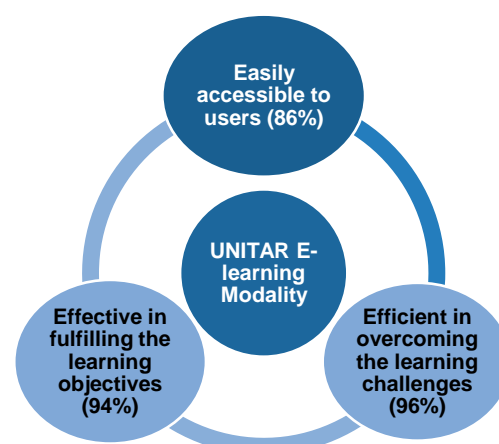 Easily
accessible to
users (86%)
UNITAR E-
learning
Modality
Effective in
fulfilling the
learning
objectives
(94%)
Efficient in
overcoming
the learning
challenges
(96%)